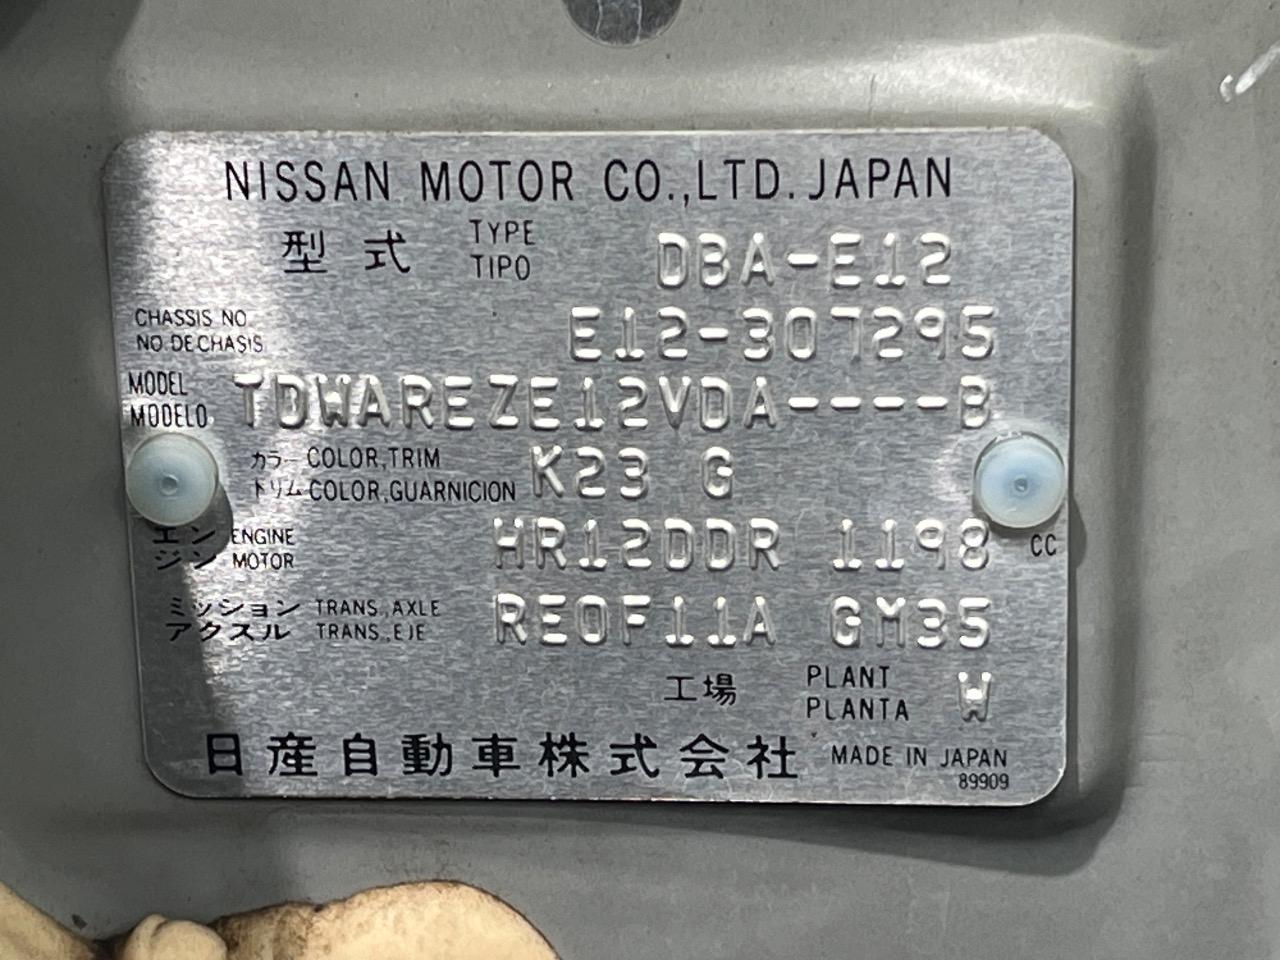 NISSAN MOTOR CO.,LTD. JAPAN
型式 TYPE TIPO DBA-E12
CHASSIS NO
NO DE CHASIS E12-307295
MODEL
MODELO TDWAREZE12VDA----B
カラー COLOR,TRIM
トリム COLOR,GUARNICION K23 G
エン ENGINE
ジン MOTOR HR12DDR 1198 CC
ミッション TRANS.,AXLE
アクスル TRANS.,EJE RE0F11A GM35
工場 PLANT PLANTA W
日産自動車株式会社 MADE IN JAPAN
89909